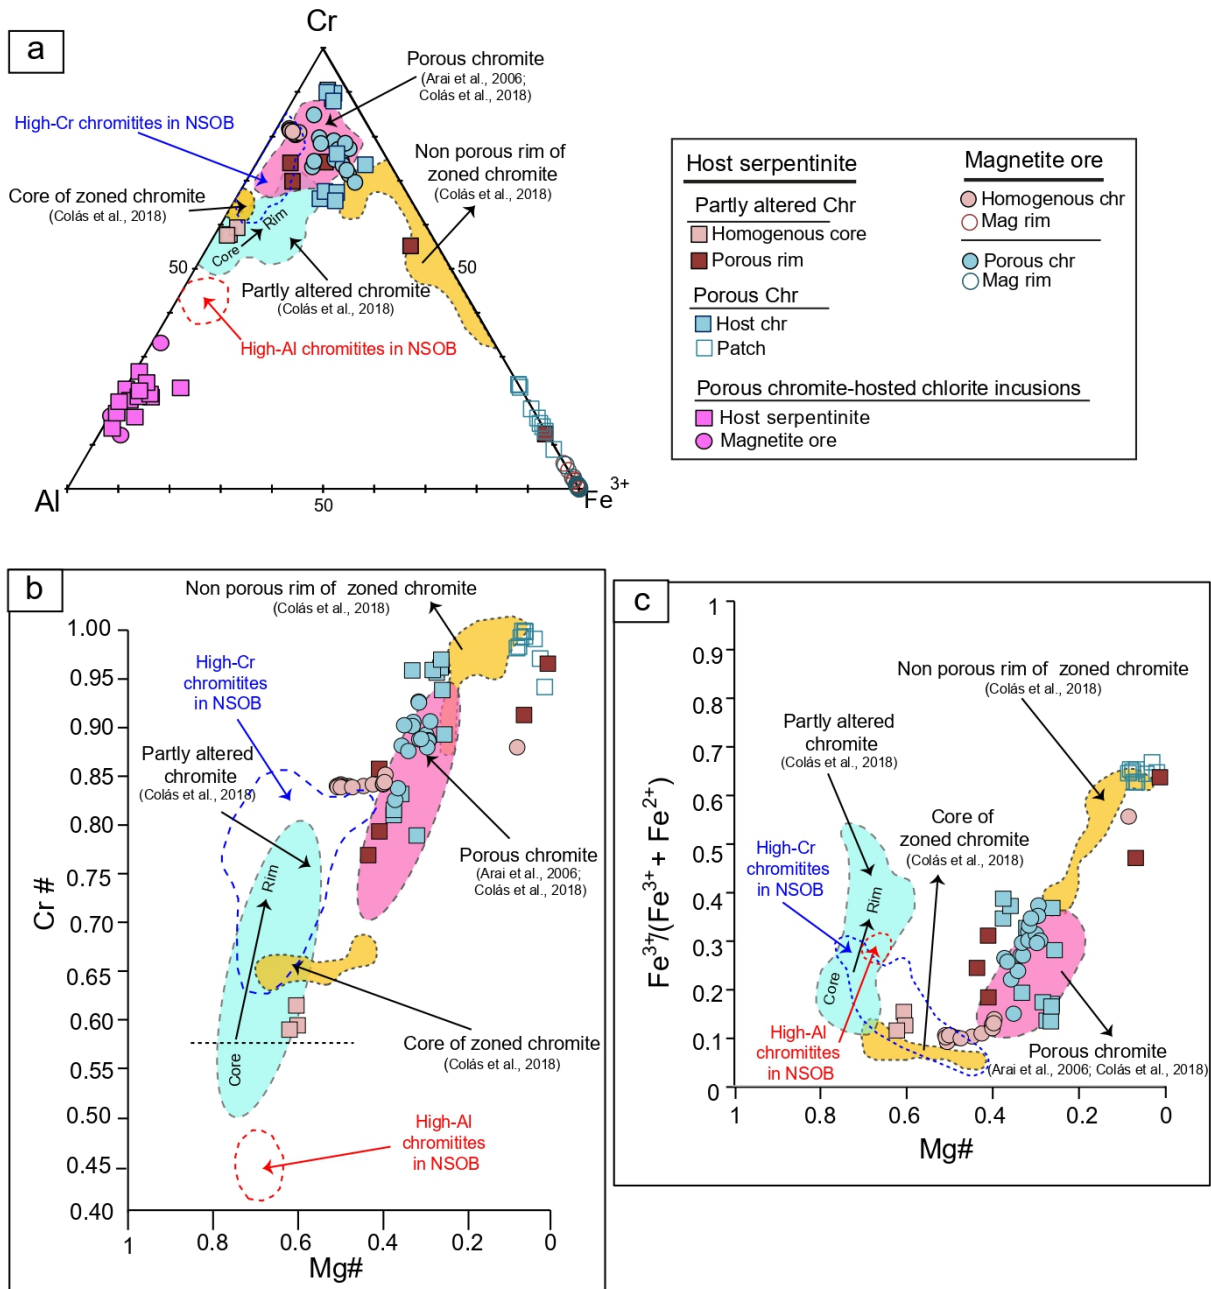 a
Cr
Porous chromite
(Arai et al., 2006;
Colás et al., 2018)
High-Cr chromitites in NSOB
Non porous rim of
zoned chromite
(Colás et al., 2018)
Core of zoned chromite
(Colás et al., 2018)
Rim
Core
50
50
Partly altered chromite
(Colás et al., 2018)
High-Al chromitites in NSOB
Al
50
Fe3+
Host serpentinite
Partly altered Chr
Homogenous core
Porous rim
Porous Chr
Host chr
Patch
Magnetite ore
Homogenous chr
Mag rim
Porous chr
Mag rim
Porous chromite-hosted chlorite incusions
Host serpentinite
Magnetite ore
b
Non porous rim of zoned chromite
(Colás et al., 2018)
High-Cr
chromitites
in NSOB
Partly altered
chromite
(Colás et al., 2018)
Rim
Core
Porous chromite
(Arai et al., 2006;
Colás et al., 2018)
Core of zoned chromite
(Colás et al., 2018)
High-Al
chromitites
in NSOB
Cr #
1.00
0.95
0.90
0.85
0.80
0.75
0.70
0.65
0.60
0.55
0.50
0.45
0.40
1
0.8
0.6
0.4
0.2
0
Mg#
c
Non porous rim of zoned chromite
(Colás et al., 2018)
Partly altered
chromite
(Colás et al., 2018)
Core of
zoned chromite
(Colás et al., 2018)
High-Cr
chromitites
in NSOB
Rim
Core
High-Al
chromitites
in NSOB
Porous chromite
(Arai et al., 2006; Colás et al., 2018)
Fe3+/(Fe3+ + Fe2+)
1
0.9
0.8
0.7
0.6
0.5
0.4
0.3
0.2
0.1
0
1
0.8
0.6
0.4
0.2
0
Mg#